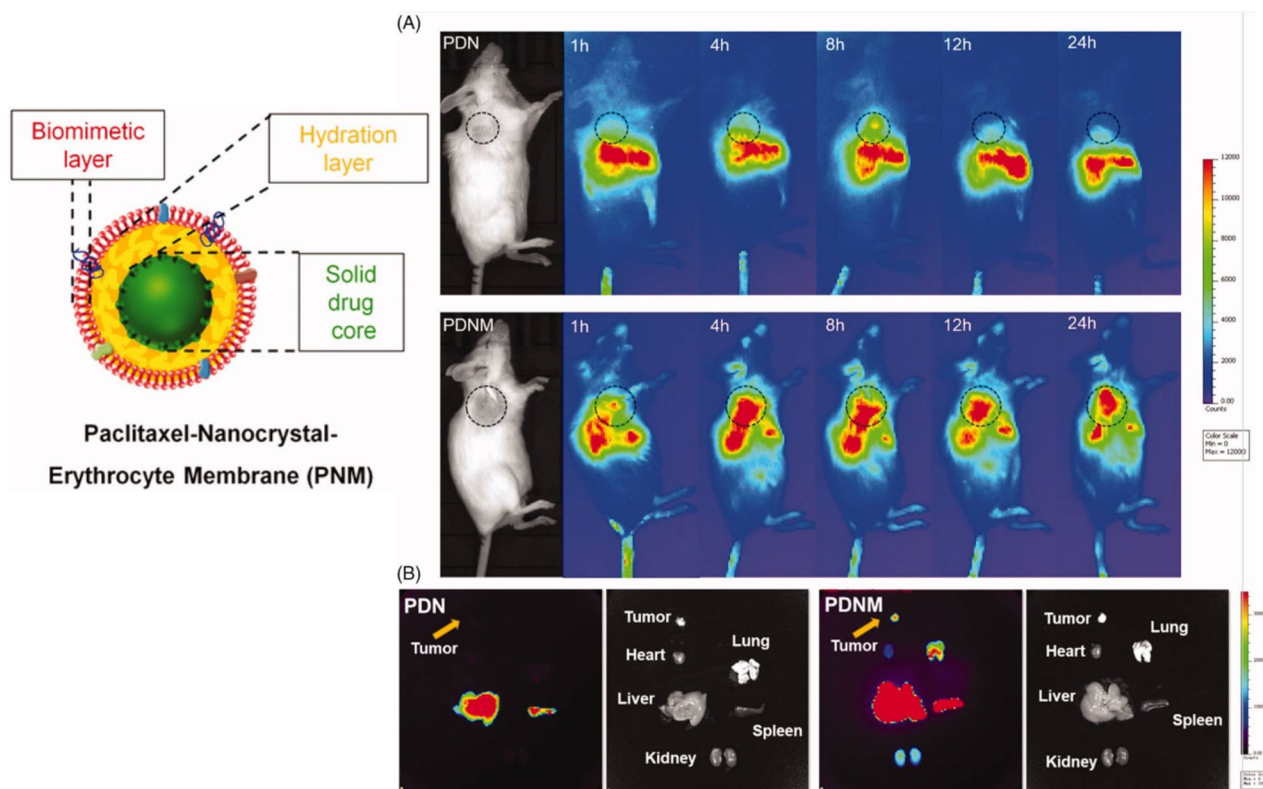 Biomimetic
layer
Hydration
layer
Solid
drug
core
Paclitaxel-Nanocrystal-
Erythrocyte Membrane (PNM)
(A)
PDN
1h
4h
8h
12h
24h
PDNM
1h
4h
8h
12h
24h
12000
10000
8000
6000
4000
2000
0.00
Counts
Color Scale
Min = 0
Max = 12000
(B)
PDN
Tumor
Tumor
Heart
Lung
Liver
Spleen
Kidney
PDNM
Tumor
Tumor
Heart
Lung
Liver
Spleen
Kidney
Counts